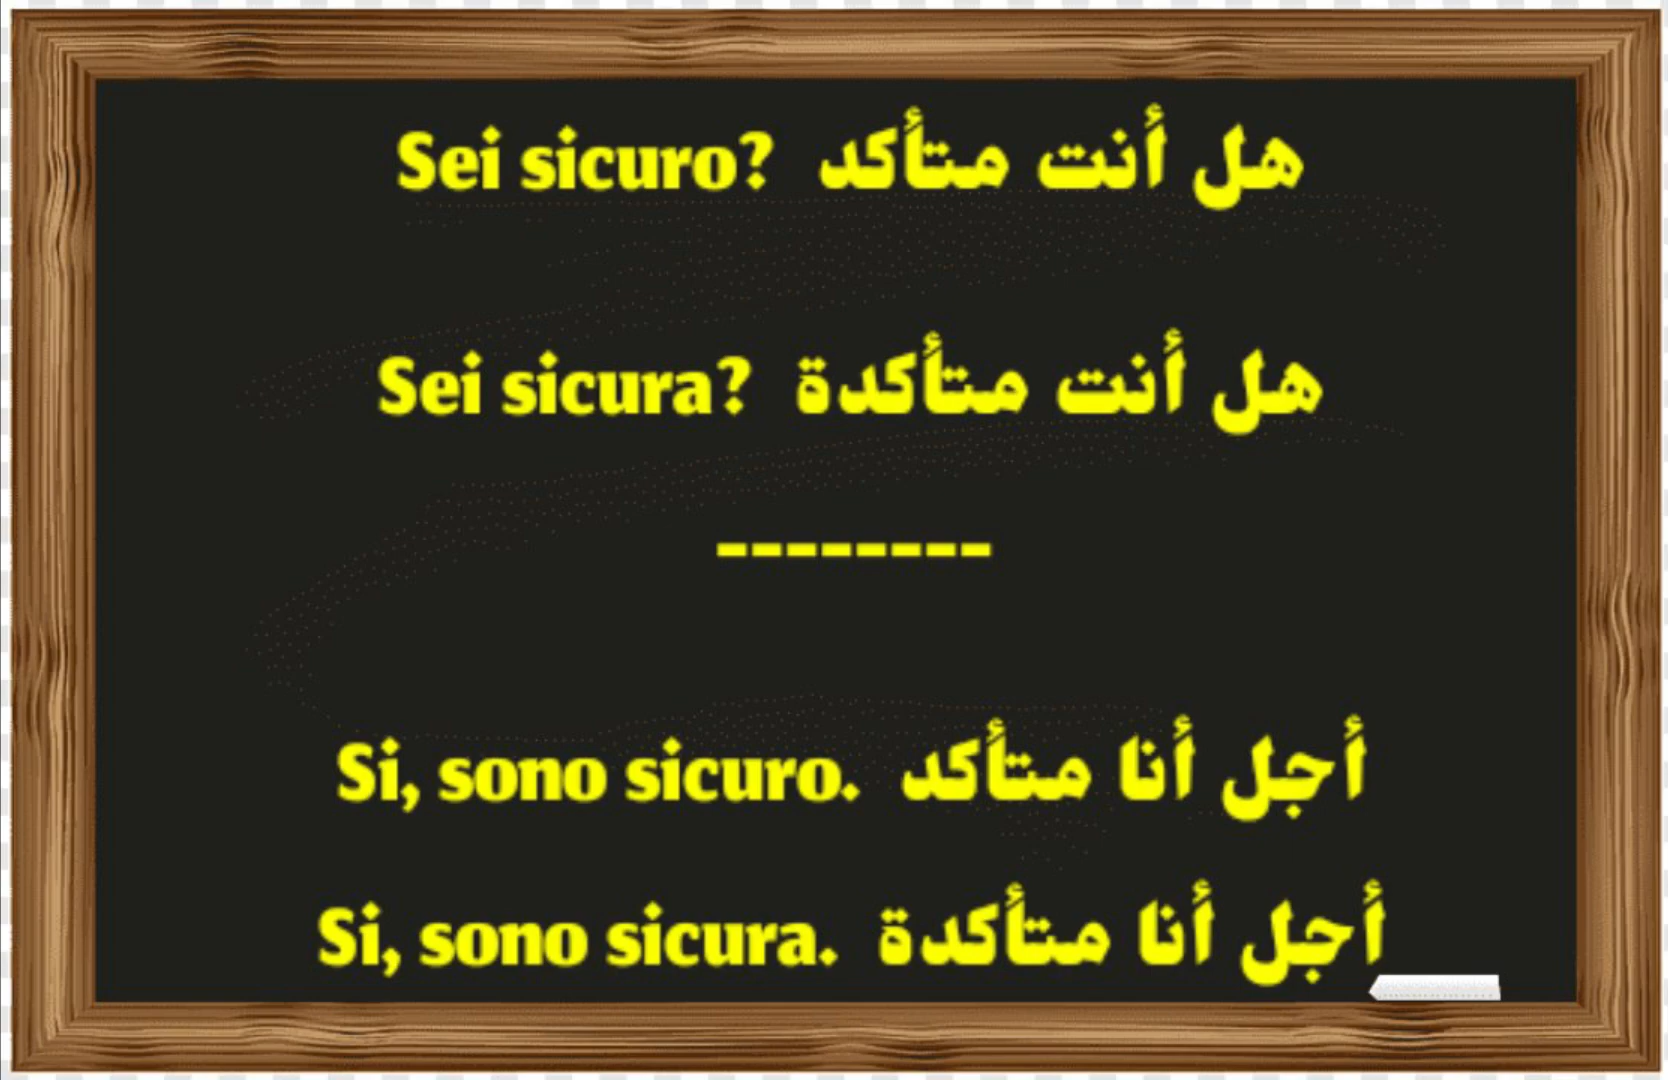 Sei sicuro? هل أنت متأكد
Sei sicura? هل أنت متأكدة
--------
Si, sono sicuro. أجل أنا متأكد
Si, sono sicura. أجل أنا متأكدة